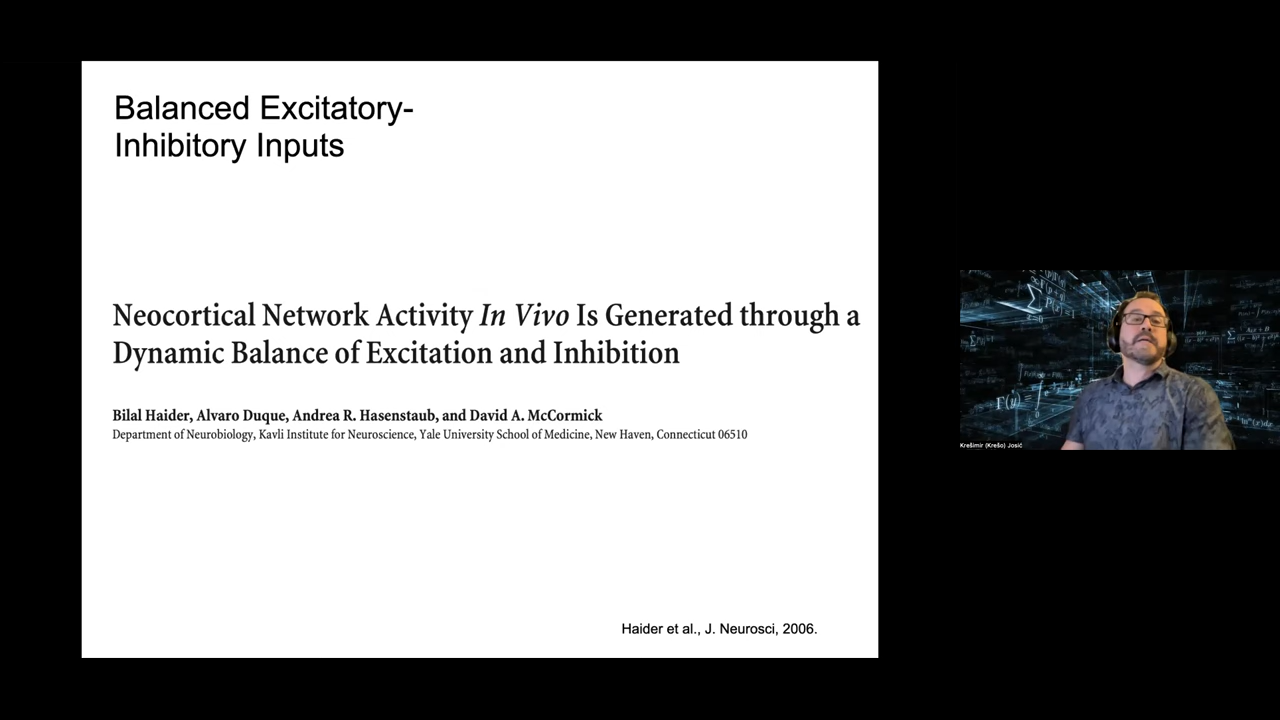 Balanced Excitatory-
Inhibitory Inputs
Neocortical Network Activity In Vivo Is Generated through a
Dynamic Balance of Excitation and Inhibition
Bilal Haider, Alvaro Duque, Andrea R. Hasenstaub, and David A. McCormick
Department of Neurobiology, Kavli Institute for Neuroscience, Yale University School of Medicine, New Haven, Connecticut 06510
Haider et al., J. Neurosci, 2006.
Krešimir (Krešo) Josić